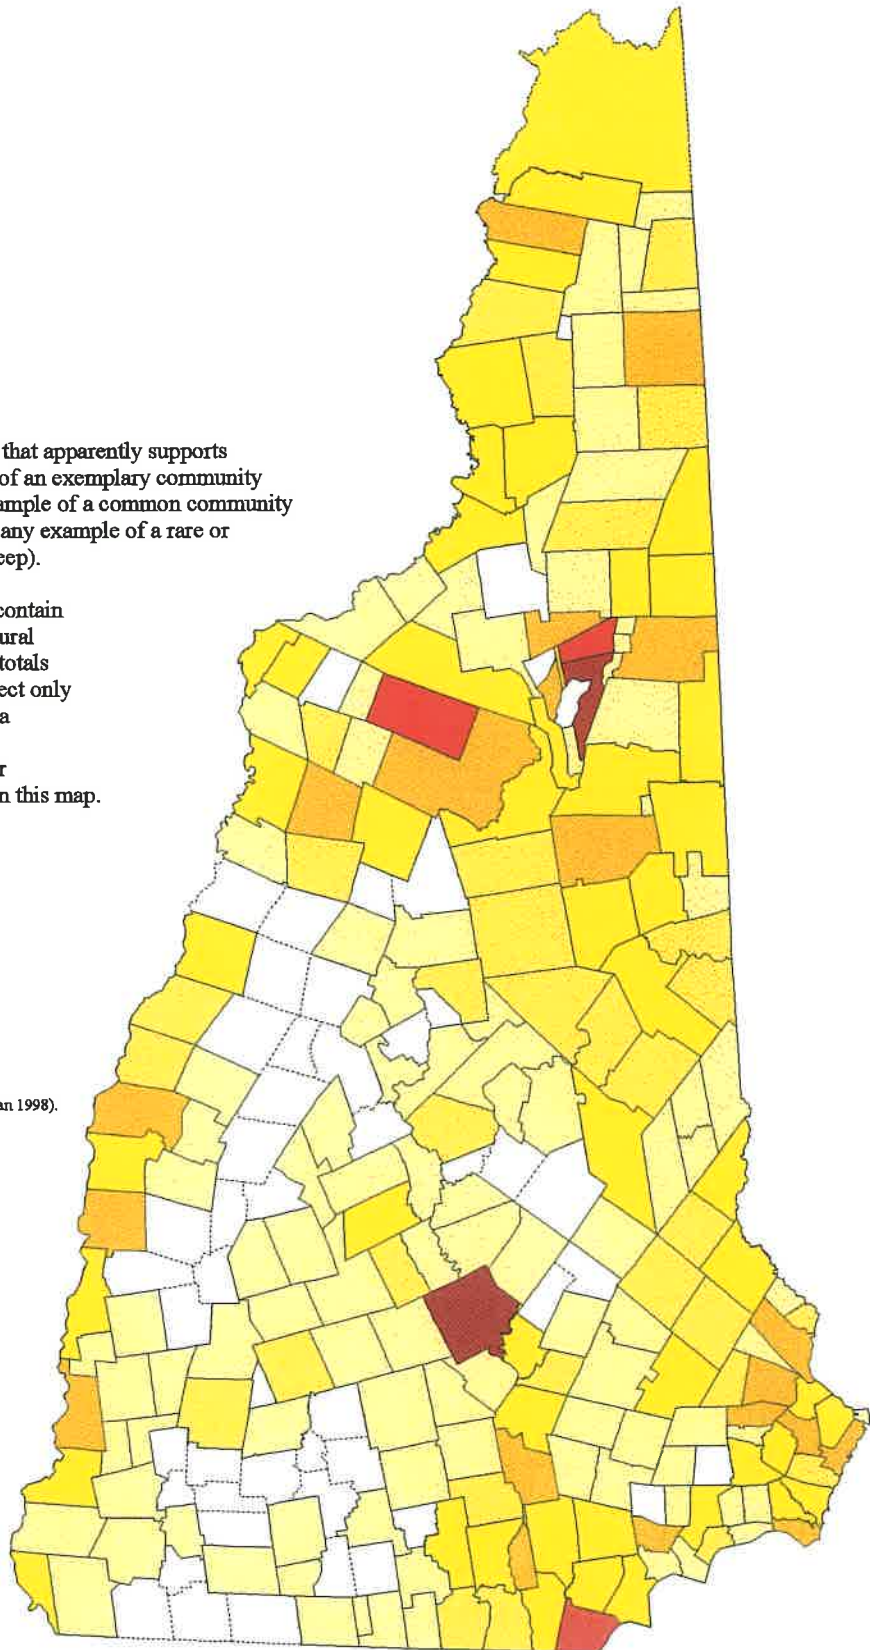 that apparently supports
of an exemplary community
ample of a common community
any example of a rare or
eep).
contain
ural
totals
ect only
a
r
n this map.
an 1998).